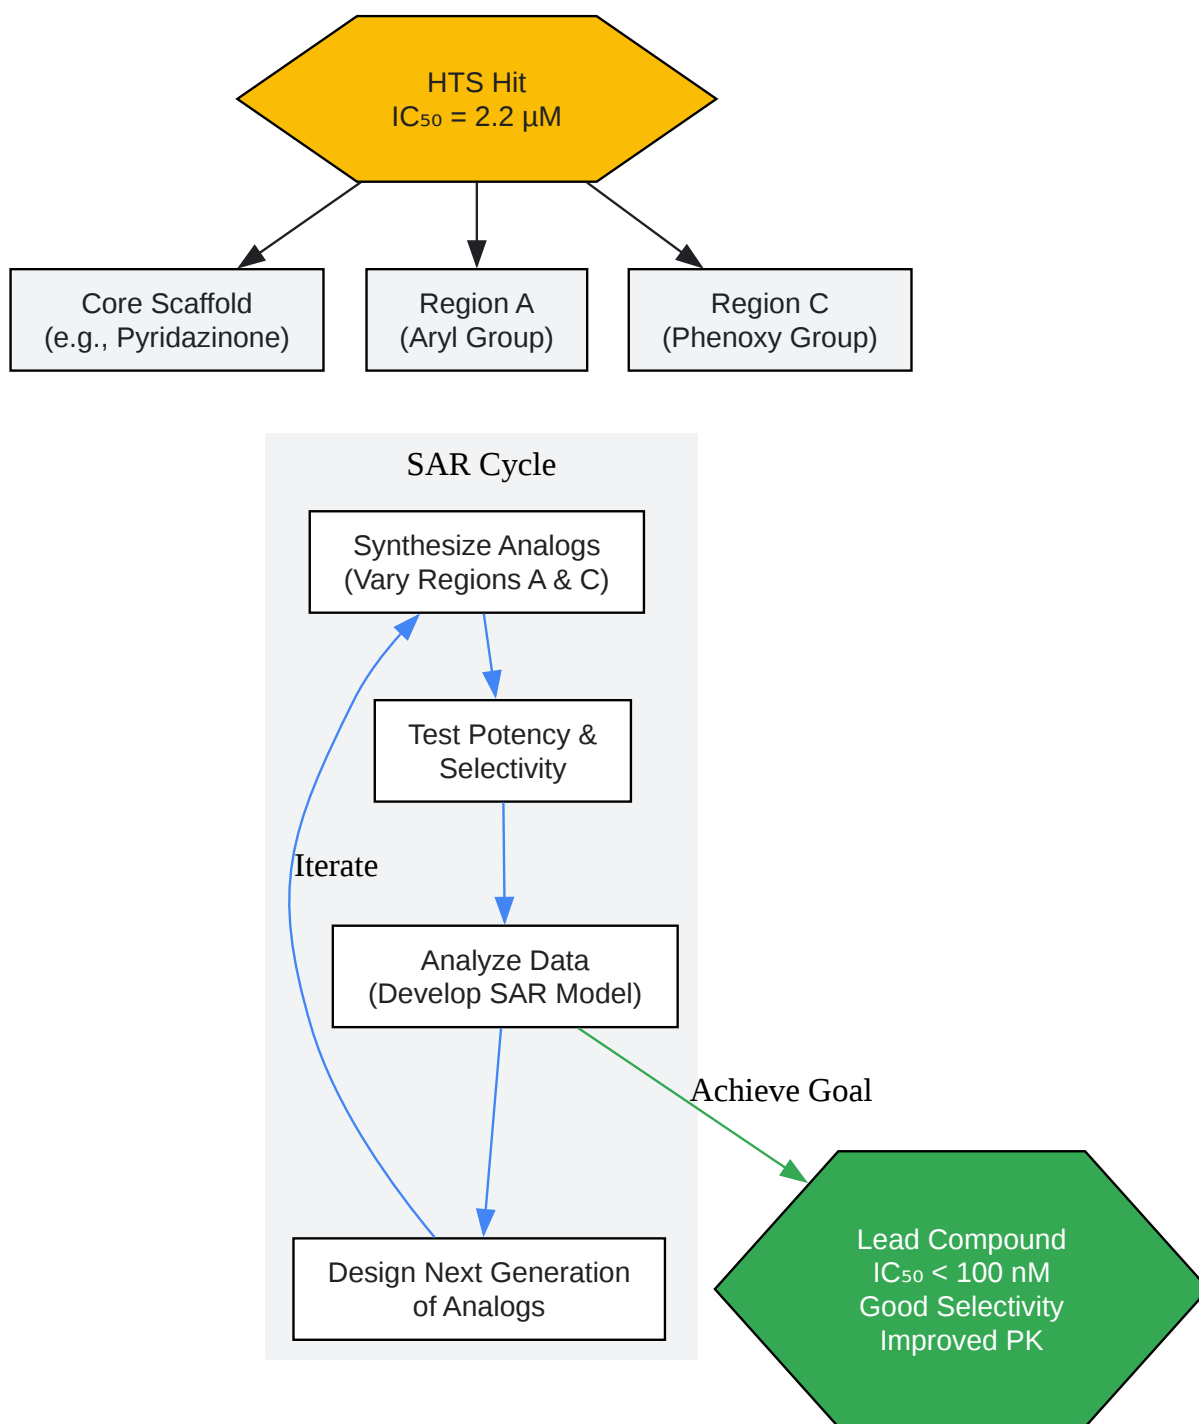 HTS Hit
IC₅₀ = 2.2 µM
Core Scaffold
(e.g., Pyridazinone)
Region A
(Aryl Group)
Region C
(Phenoxy Group)
SAR Cycle
Synthesize Analogs
(Vary Regions A & C)
Test Potency &
Selectivity
Iterate
Analyze Data
(Develop SAR Model)
Achieve Goal
Design Next Generation
of Analogs
Lead Compound
IC₅₀ < 100 nM
Good Selectivity
Improved PK